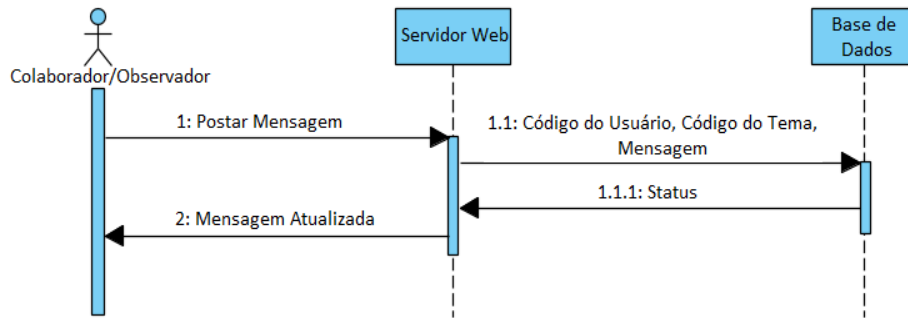 Servidor Web
Base de
Dados
Colaborador/Observador
1: Postar Mensagem
1.1: Código do Usuário, Código do Tema,
Mensagem
1.1.1: Status
2: Mensagem Atualizada